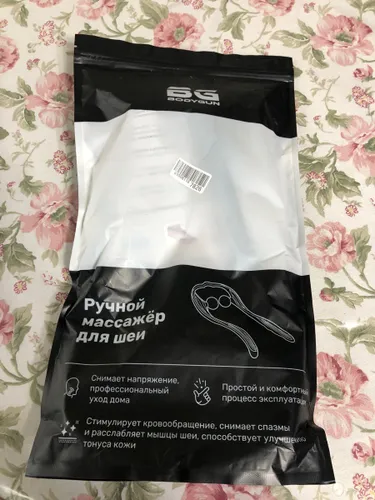 BG
BODYGUN
Ручной
массажёр
для шеи
Снимает напряжение,
профессиональный
уход дома
Простой и комфортный
процесс эксплуатации
Стимулирует кровообращение, снимает спазмы
и расслабляет мышцы шеи, способствует улучшению
тонуса кожи